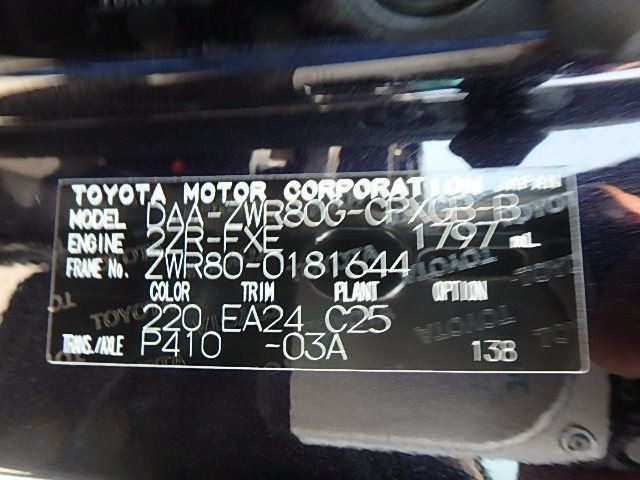 TOYOTA MOTOR CORPORATION JAPAN
MODEL DAA-ZWR80G-CPXGB-B
ENGINE 2ZR-FXE 1797 mL
FRAME No. ZWR80-0181644
COLOR TRIM PLANT OPTION
220 EA24 C25
TRANS./AXLE P410 -03A 138